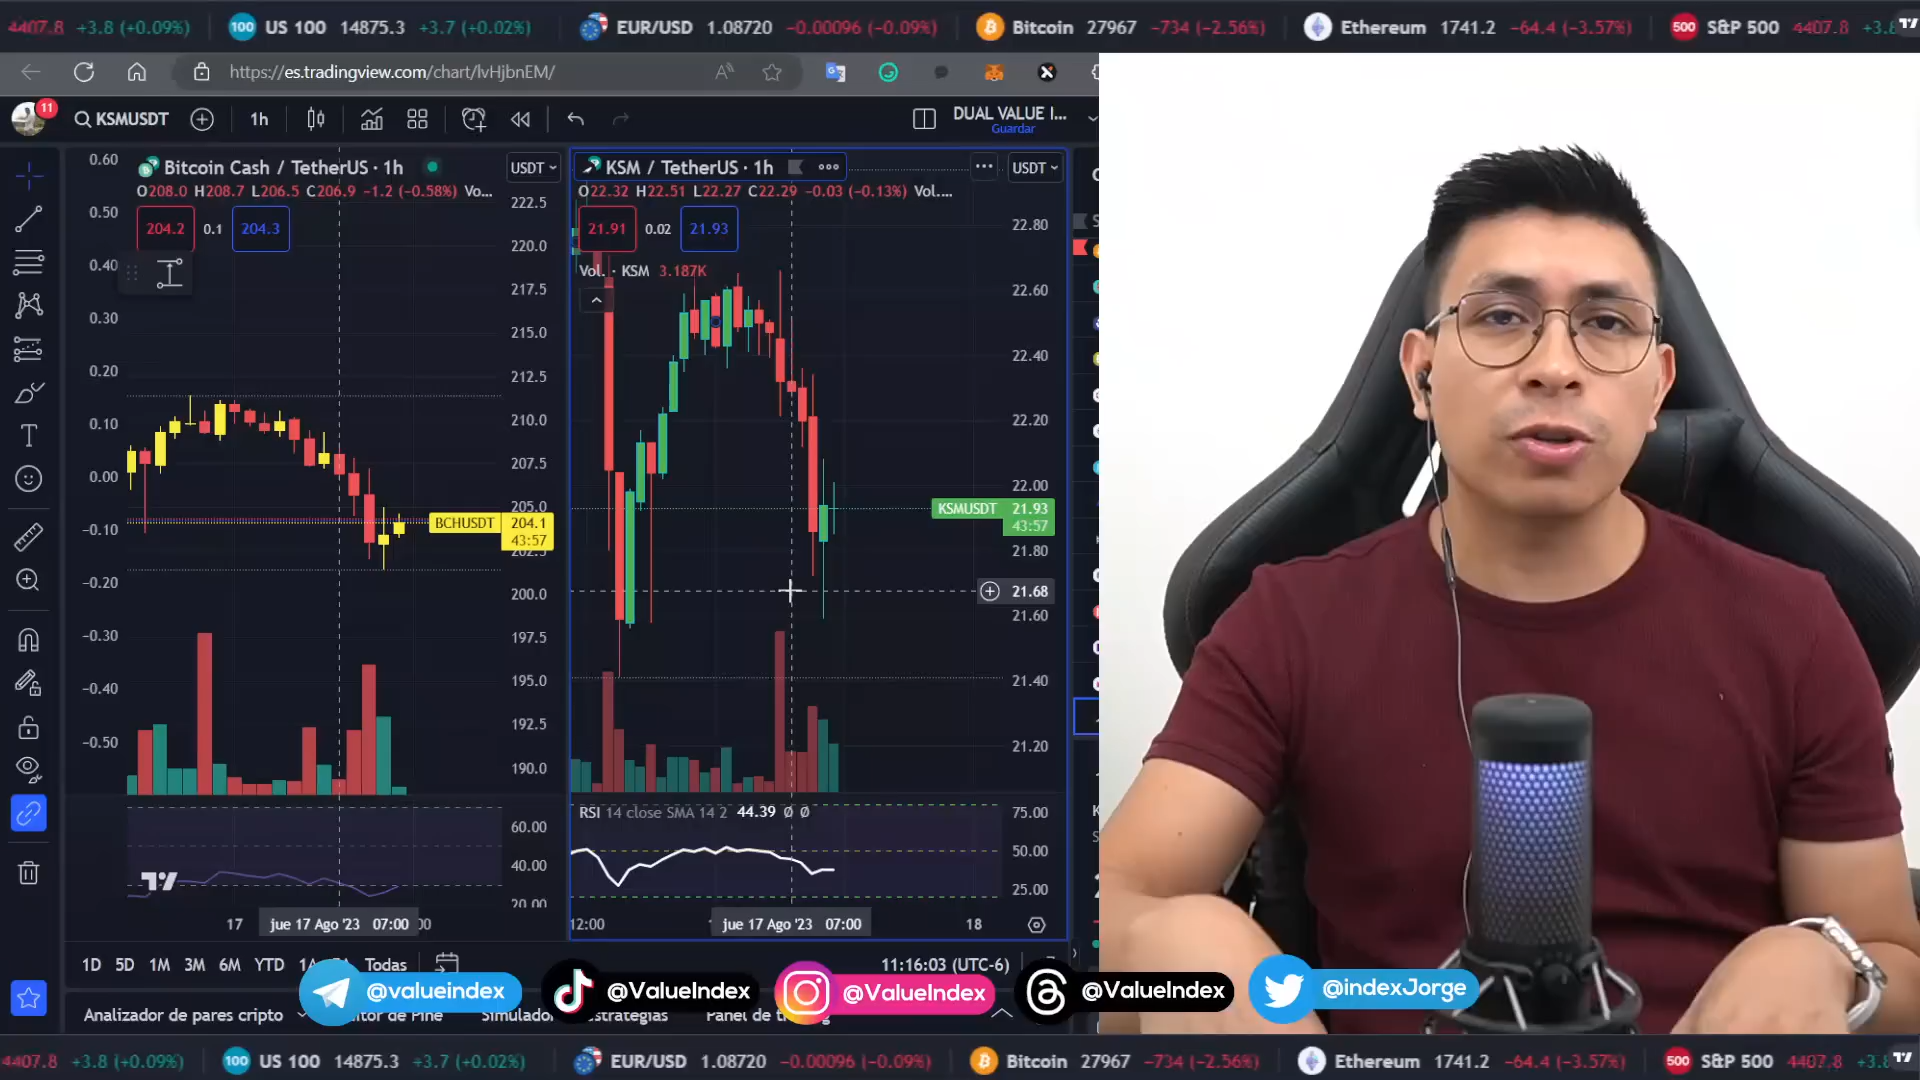 4407.8 +3.8 (+0.09%) 100 US 100 14875.3 +3.7 (+0.02%) EUR/USD 1.08720 −0.00096 (−0.09%) Bitcoin 27967 −734 (−2.56%) Ethereum 1741.2 −64.4 (−3.57%) 500 S&P 500 4407.8 +3.8
https://es.tradingview.com/chart/lvHjbnEM/
11 KSMUSDT 1h DUAL VALUE I...
Guardar
Bitcoin Cash / TetherUS · 1h USDT
O208.0 H208.7 L206.5 C206.9 −1.2 (−0.58%) Vo...
204.2 0.1 204.3
0.60
0.50
0.40
0.30
0.20
0.10
0.00
−0.10
−0.20
−0.30
−0.40
−0.50
222.5
220.0
217.5
215.0
212.5
210.0
207.5
205.0
BCHUSDT 204.1
43:57
202.5
200.0
197.5
195.0
192.5
190.0
60.00
40.00
20.00
17 jue 17 Ago '23 07:00 00
KSM / TetherUS · 1h USDT
O22.32 H22.51 L22.27 C22.29 −0.03 (−0.13%) Vol....
21.91 0.02 21.93
Vol. · KSM 3.187K
22.80
22.60
22.40
22.20
22.00
KSMUSDT 21.93
43:57
21.80
21.68
21.60
21.40
21.20
RSI 14 close SMA 14 2 44.39 Ø Ø
75.00
50.00
25.00
12:00 jue 17 Ago '23 07:00 18
1D 5D 1M 3M 6M YTD Todas 11:16:03 (UTC-6)
@valueindex @ValueIndex @ValueIndex @ValueIndex @indexJorge
Analizador de pares cripto
4407.8 +3.8 (+0.09%) 100 US 100 14875.3 +3.7 (+0.02%) EUR/USD 1.08720 −0.00096 (−0.09%) Bitcoin 27967 −734 (−2.56%) Ethereum 1741.2 −64.4 (−3.57%) 500 S&P 500 4407.8 +3.8